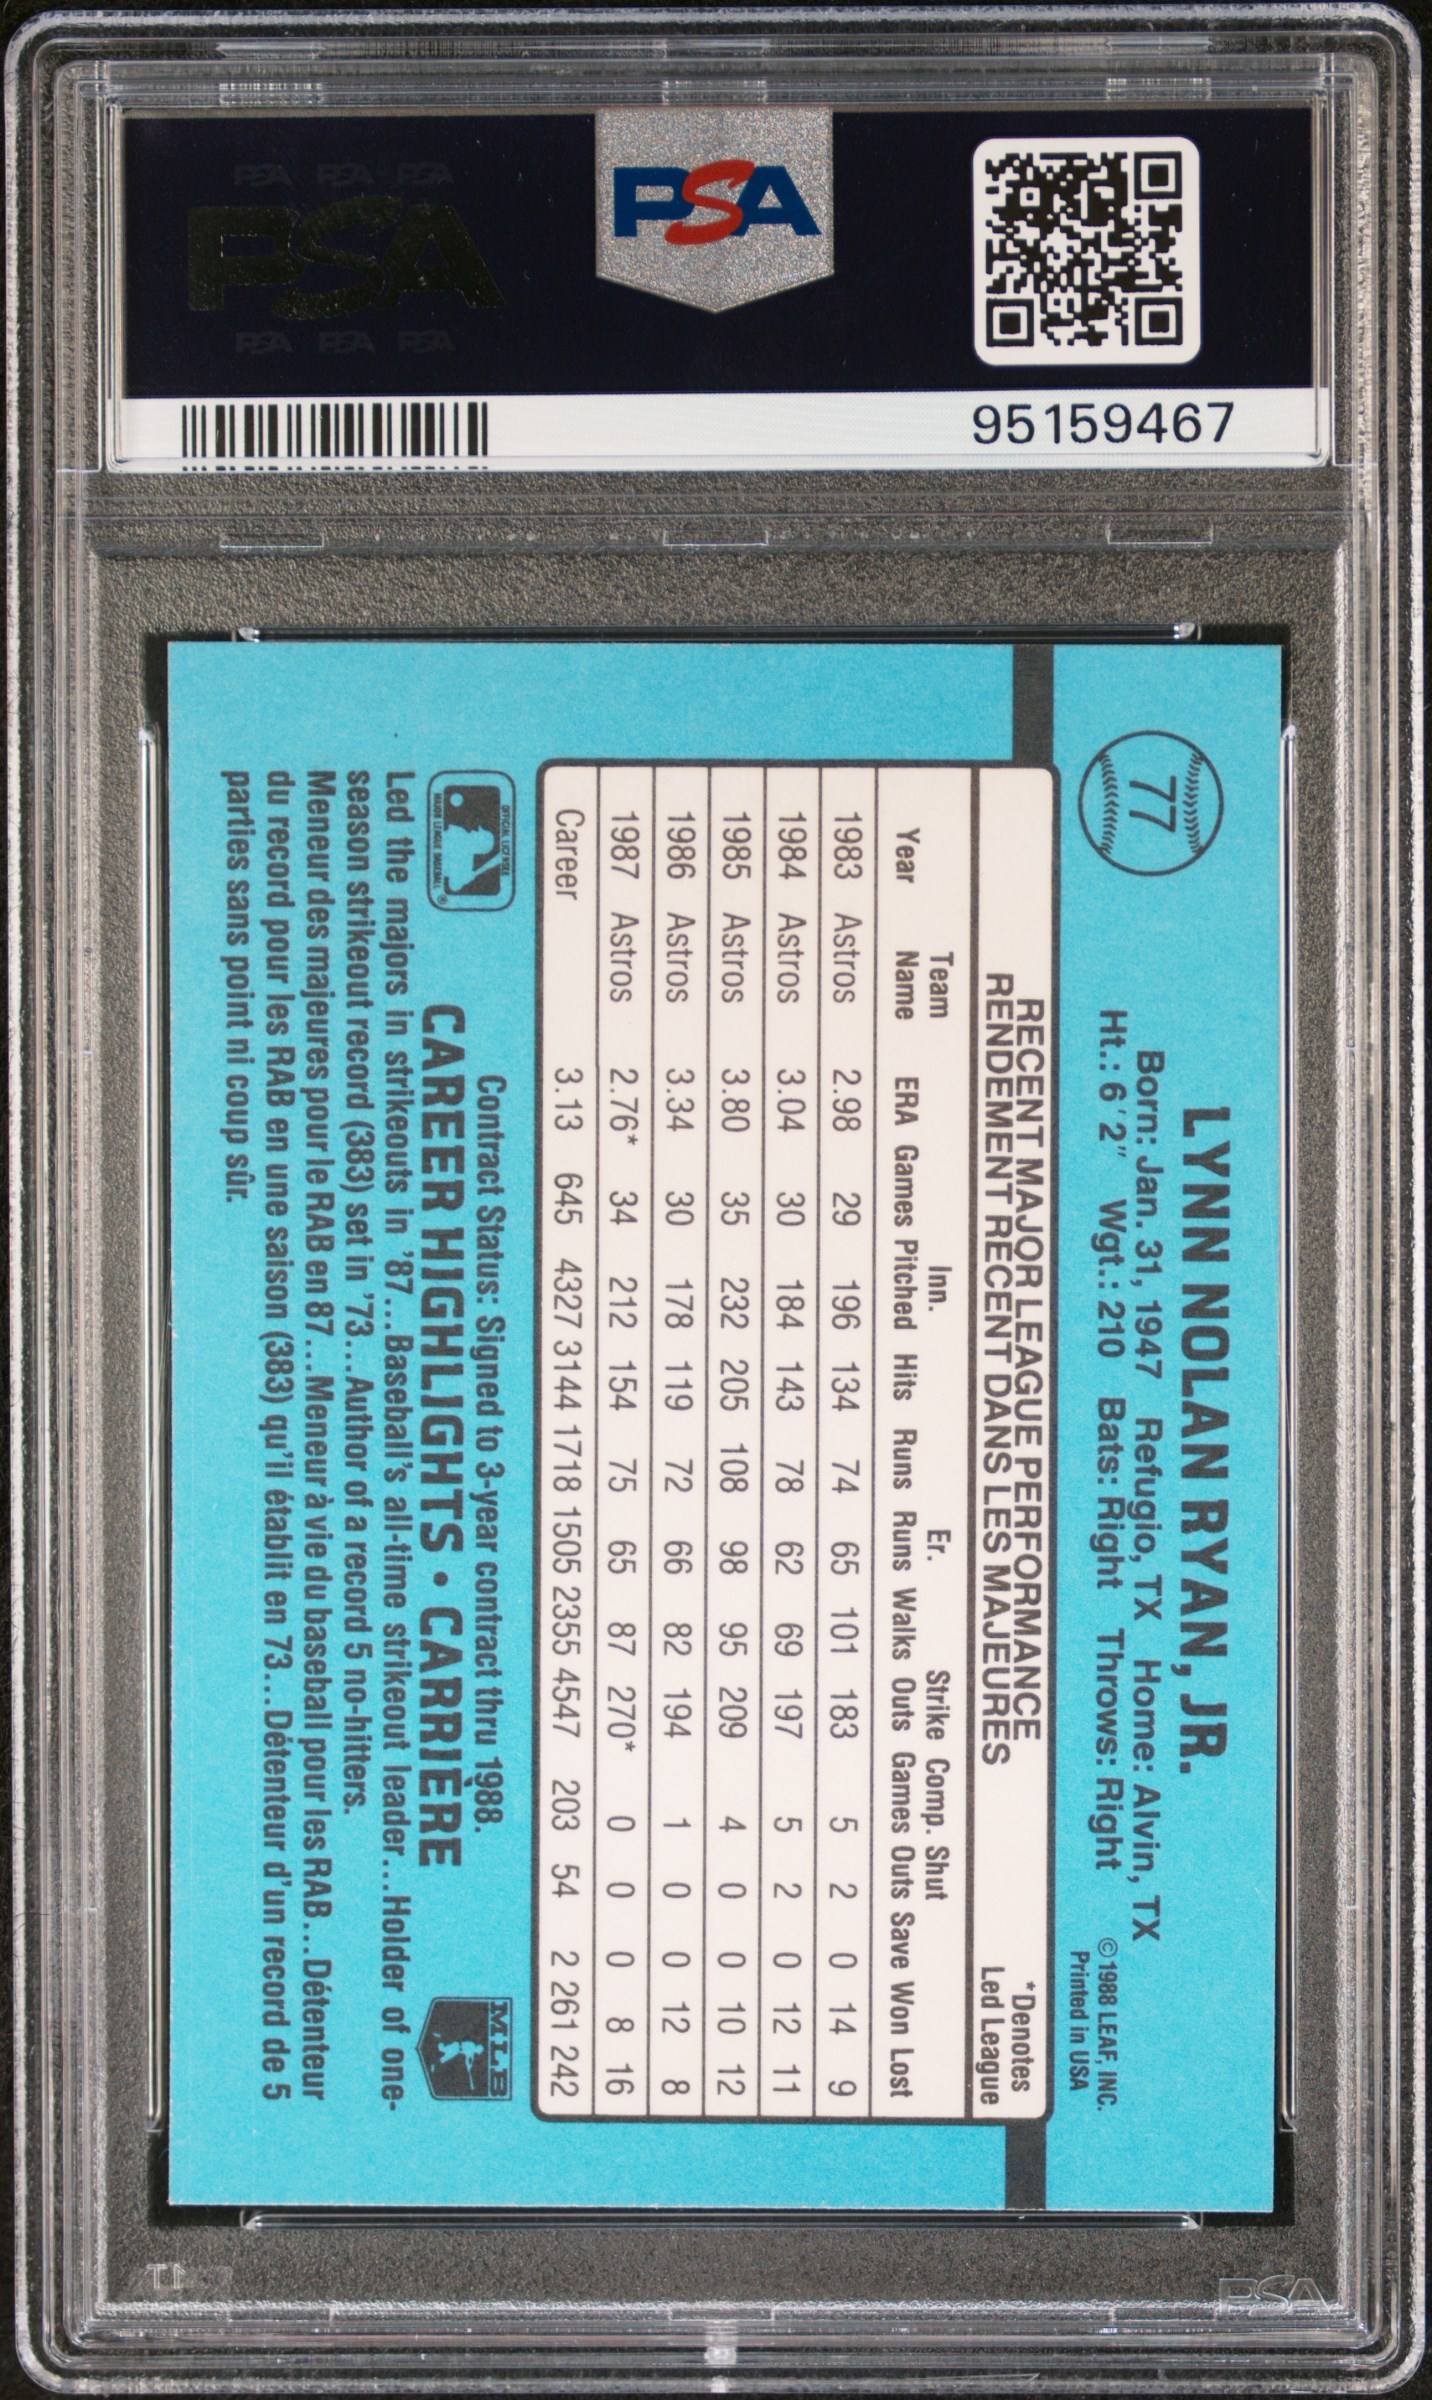 PSA PSA PSA
PSA
PSA PSA PSA
PSA
95159467
77
LYNN NOLAN RYAN, JR.
Born: Jan. 31, 1947 Refugio, TX Home: Alvin, TX
Ht.: 6'2" Wgt.: 210 Bats: Right Throws: Right
© 1988 LEAF, INC.
Printed in USA
RECENT MAJOR LEAGUE PERFORMANCE
RENDEMENT RECENT DANS LES MAJEURES
*Denotes
Led League
Year Team Name ERA Games Inn. Pitched Hits Runs Er. Runs Walks Strike Outs Comp. Games Shut Outs Save Won Lost
1983 Astros 2.98 29 196 134 74 65 101 183 5 2 0 14 9
1984 Astros 3.04 30 184 143 78 62 69 197 5 2 0 12 11
1985 Astros 3.80 35 232 205 108 98 95 209 4 0 0 10 12
1986 Astros 3.34 30 178 119 72 66 82 194 1 0 0 12 8
1987 Astros 2.76* 34 212 154 75 65 87 270* 0 0 0 8 16
Career 3.13 645 4327 3144 1718 1505 2355 4547 203 54 2 261 242
OFFICIAL LICENSEE
MAJOR LEAGUE BASEBALL ®
Contract Status: Signed to 3-year contract thru 1988.
CAREER HIGHLIGHTS • CARRIÈRE
MLB
Led the majors in strikeouts in '87...Baseball's all-time strikeout leader...Holder of one-
season strikeout record (383) set in '73...Author of a record 5 no-hitters.
Meneur des majeures pour le RAB en 87...Meneur à vie du baseball pour les RAB...Détenteur
du record pour les RAB en une saison (383) qu'il établit en 73...Détenteur d'un record de 5
parties sans point ni coup sûr.
PSA